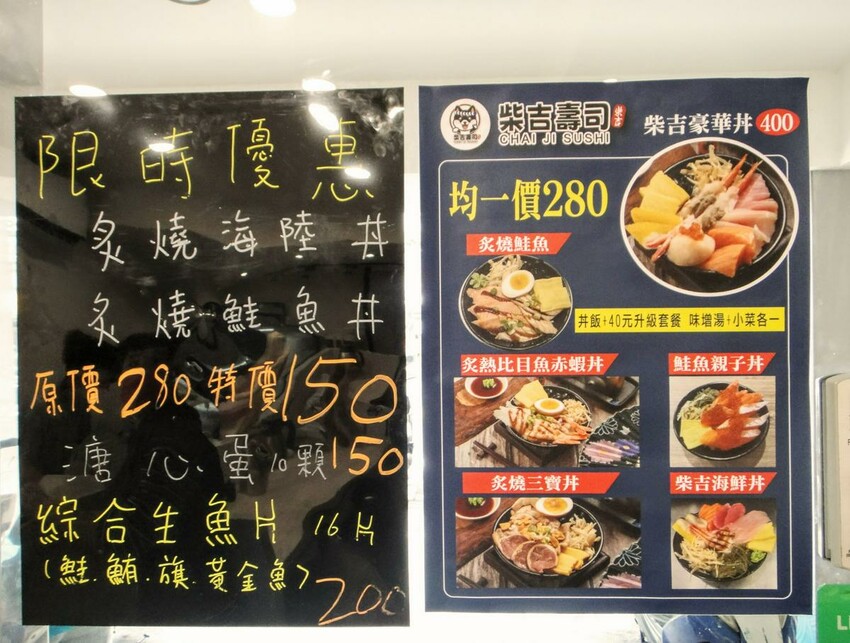 限時優惠
炙燒海陸丼
炙燒鮭魚丼
原價280 特價150
溏心蛋10顆150
綜合生魚片 16片
(鮭.鮪.旗.黃金魚)
200
柴吉壽司
CHAI JI SUSHI
柴吉豪華丼 400
均一價280
炙燒鮭魚
丼飯+40元升級套餐 味增湯+小菜各一
炙熱比目魚赤蝦丼
鮭魚親子丼
炙燒三寶丼
柴吉海鮮丼